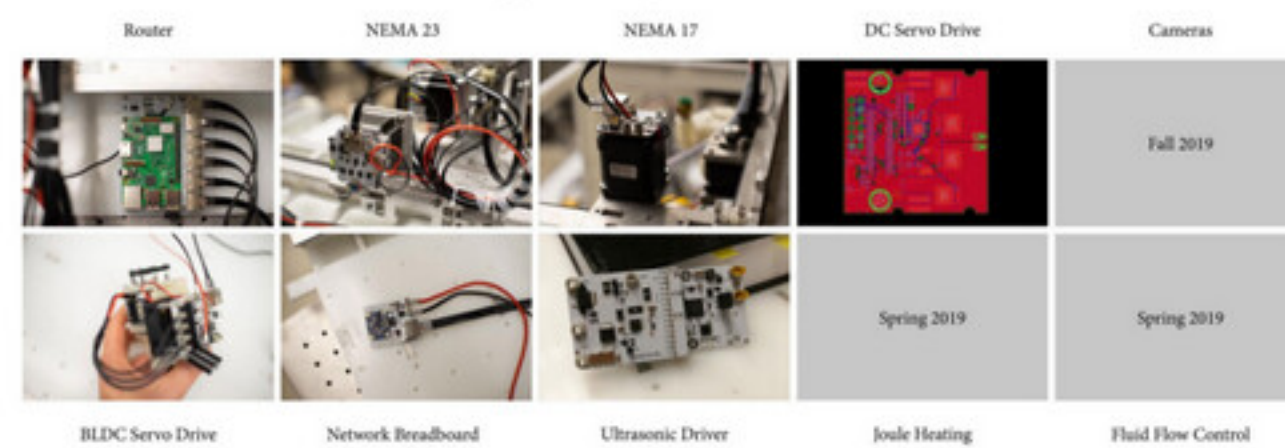 Router
NEMA 23
NEMA 17
DC Servo Drive
Cameras
Fall 2019
Spring 2019
Spring 2019
BLDC Servo Drive
Network Breadboard
Ultrasonic Driver
Joule Heating
Fluid Flow Control